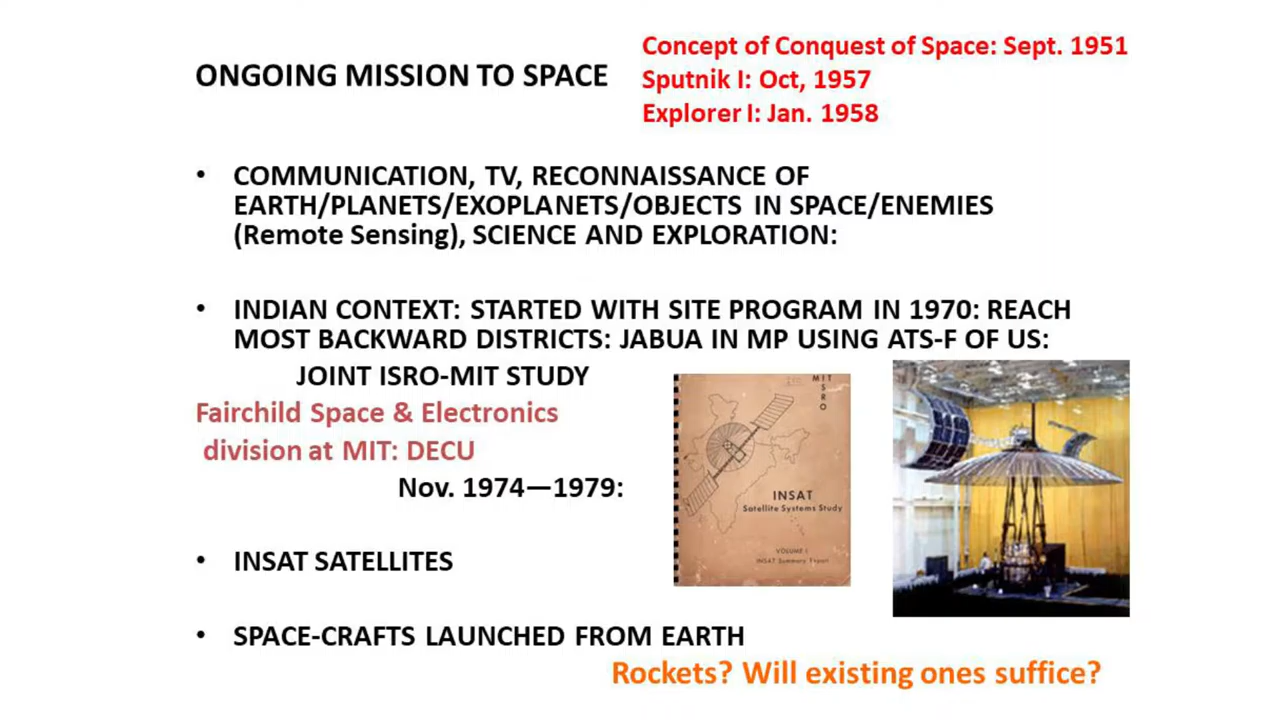 ONGOING MISSION TO SPACE
Concept of Conquest of Space: Sept. 1951
Sputnik I: Oct, 1957
Explorer I: Jan. 1958
• COMMUNICATION, TV, RECONNAISSANCE OF
EARTH/PLANETS/EXOPLANETS/OBJECTS IN SPACE/ENEMIES
(Remote Sensing), SCIENCE AND EXPLORATION:
• INDIAN CONTEXT: STARTED WITH SITE PROGRAM IN 1970: REACH
MOST BACKWARD DISTRICTS: JABUA IN MP USING ATS-F OF US:
JOINT ISRO-MIT STUDY
Fairchild Space & Electronics
division at MIT: DECU
Nov. 1974—1979:
MIT
S
R
O
INSAT
Satellite Systems Study
VOLUME I
INSAT Summary Report
• INSAT SATELLITES
• SPACE-CRAFTS LAUNCHED FROM EARTH
Rockets? Will existing ones suffice?